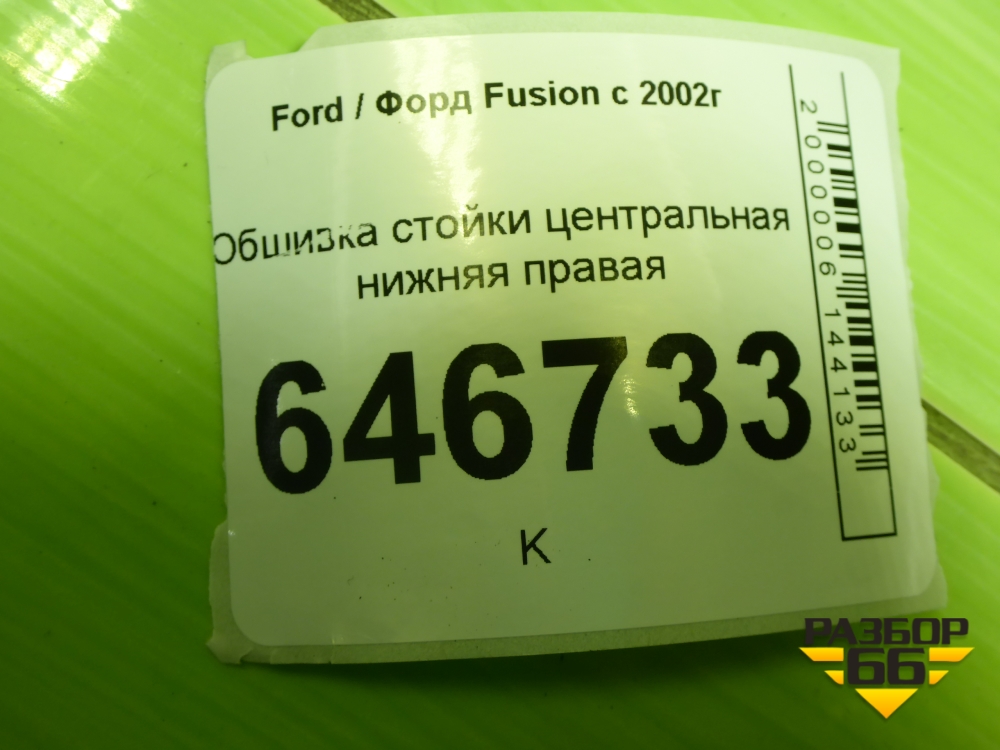 Ford / Форд Fusion с 2002г
Обшивка стойки центральная
нижняя правая
646733
К
2000006144133
РАЗБОР
66